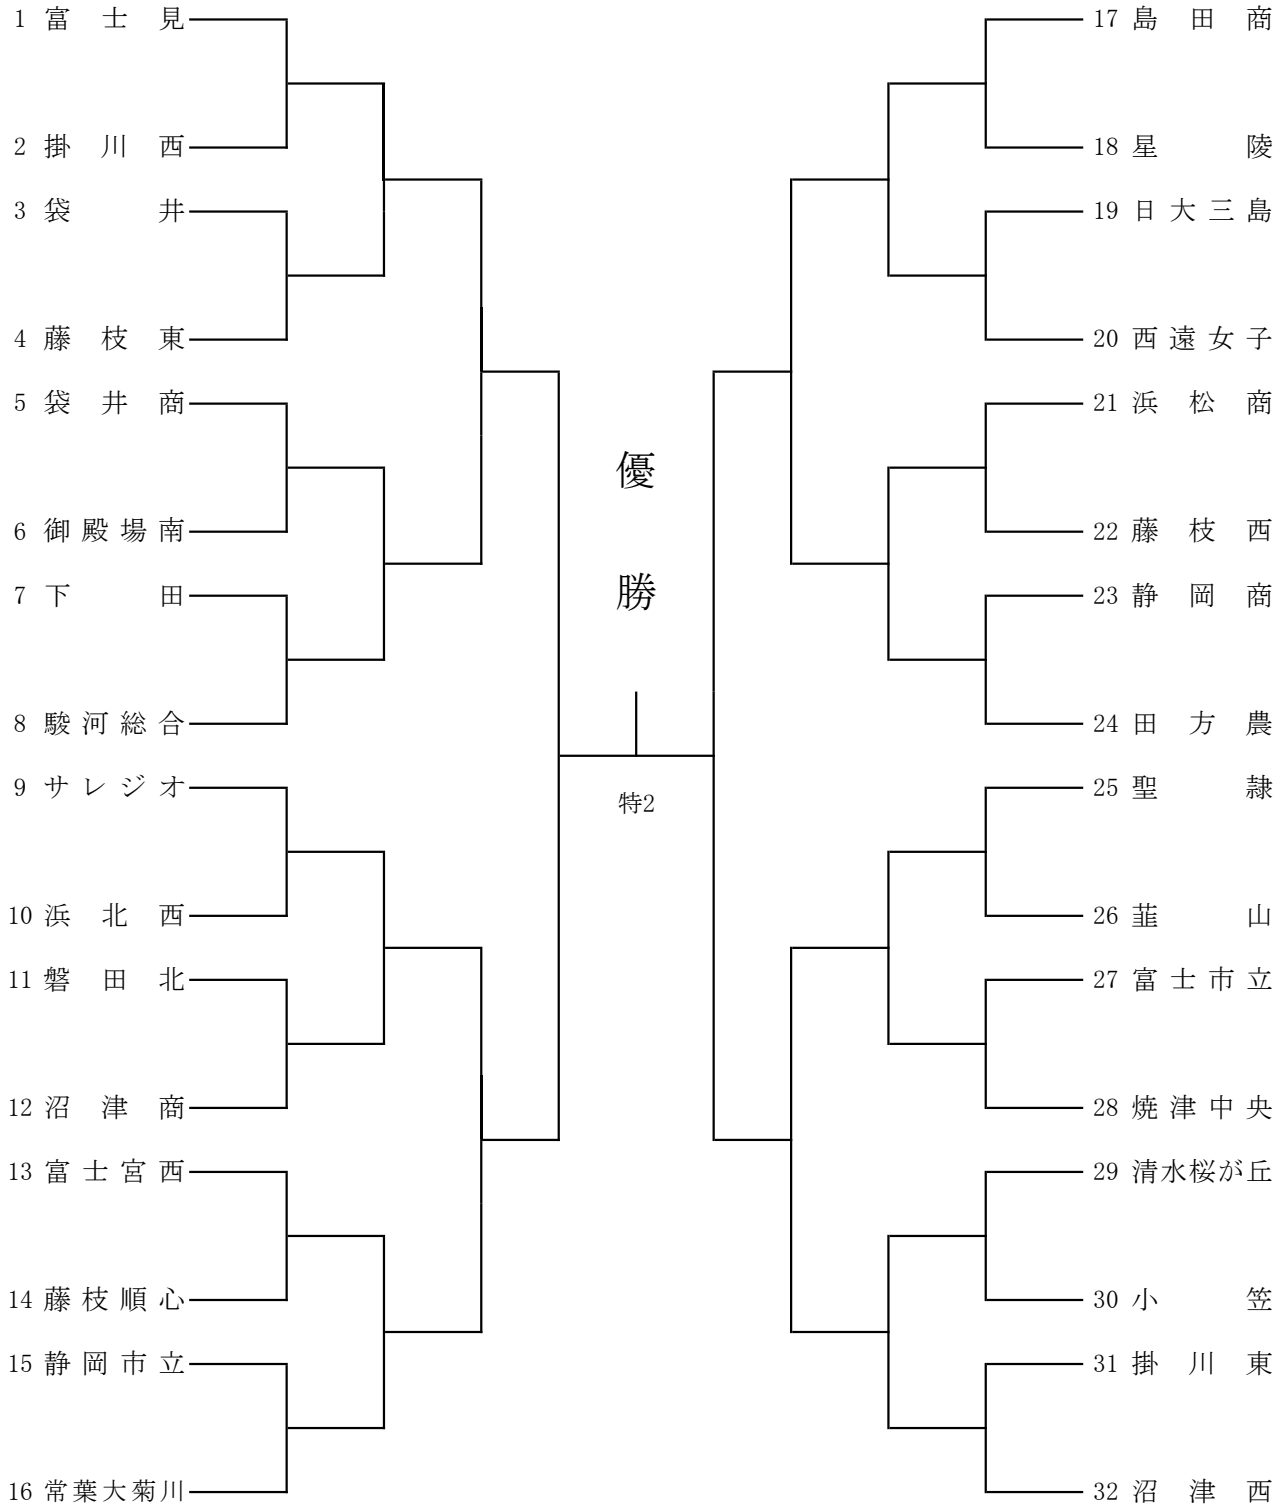 1 富士見
2 掛川西
3 袋井
4 藤枝東
5 袋井商
6 御殿場南
7 下田
8 駿河総合
9 サレジオ
10 浜北西
11 磐田北
12 沼津商
13 富士宮西
14 藤枝順心
15 静岡市立
16 常葉大菊川
優
勝
特2
17 島田商
18 星陵
19 日大三島
20 西遠女子
21 浜松商
22 藤枝西
23 静岡商
24 田方農
25 聖隷
26 韮山
27 富士市立
28 焼津中央
29 清水桜が丘
30 小笠
31 掛川東
32 沼津西